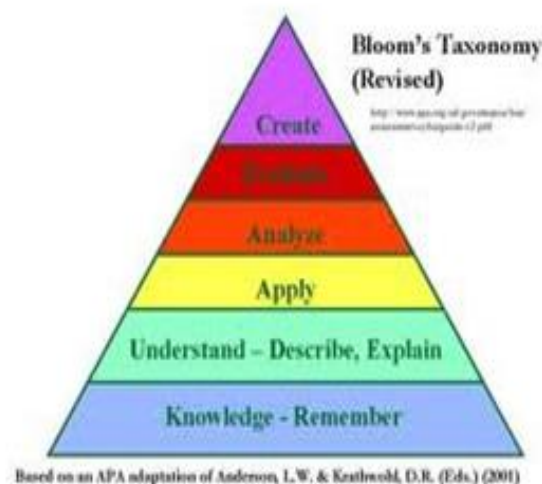 Bloom's Taxonomy
(Revised)
Create
Evaluate
Analyze
Apply
Understand – Describe, Explain
Knowledge - Remember
Based on an APA adaptation of Anderson, L.W. & Krathwohl, D.R. (Eds.) (2001)